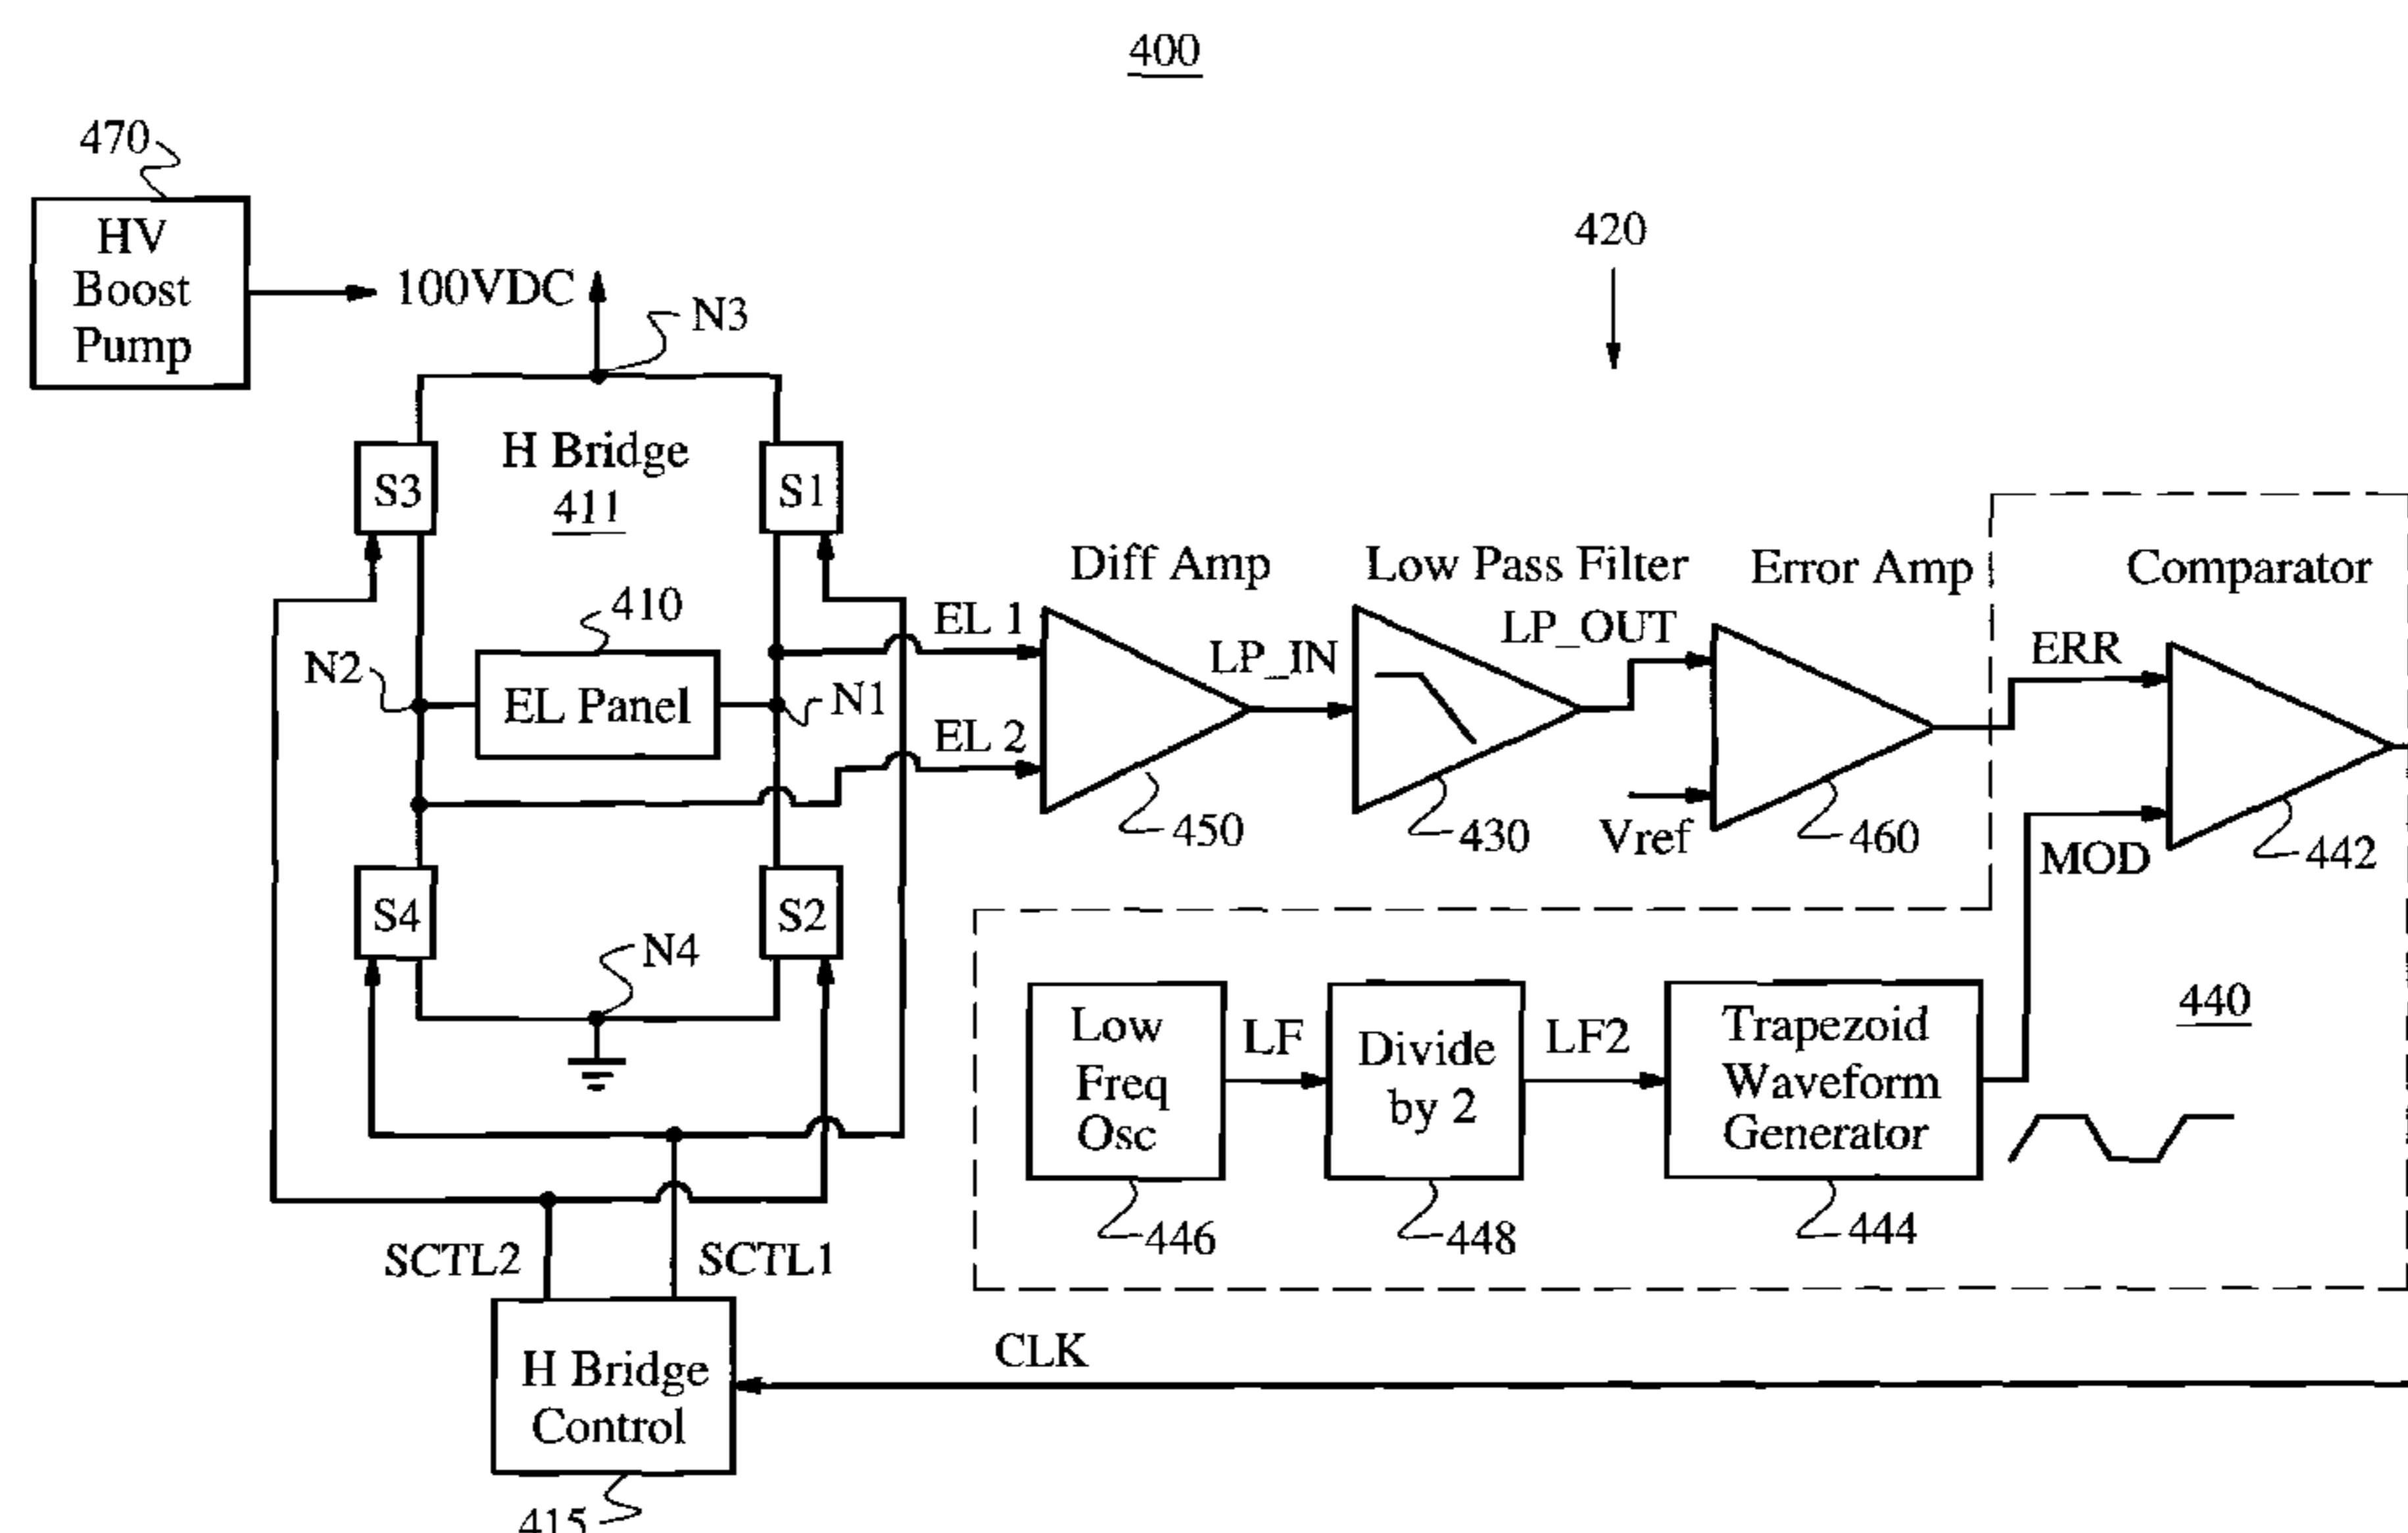 400
470
HV
Boost
Pump
100VDC
N3
420
H Bridge
411
S3
S1
410
EL Panel
N2
N1
EL 1
EL 2
Diff Amp
450
LP_IN
Low Pass Filter
430
LP_OUT
Vref
Error Amp
460
Comparator
ERR
MOD
442
S4
S2
N4
Low
Freq
Osc
446
LF
Divide
by 2
448
LF2
Trapezoid
Waveform
Generator
444
440
SCTL2
SCTL1
H Bridge
Control
415
CLK